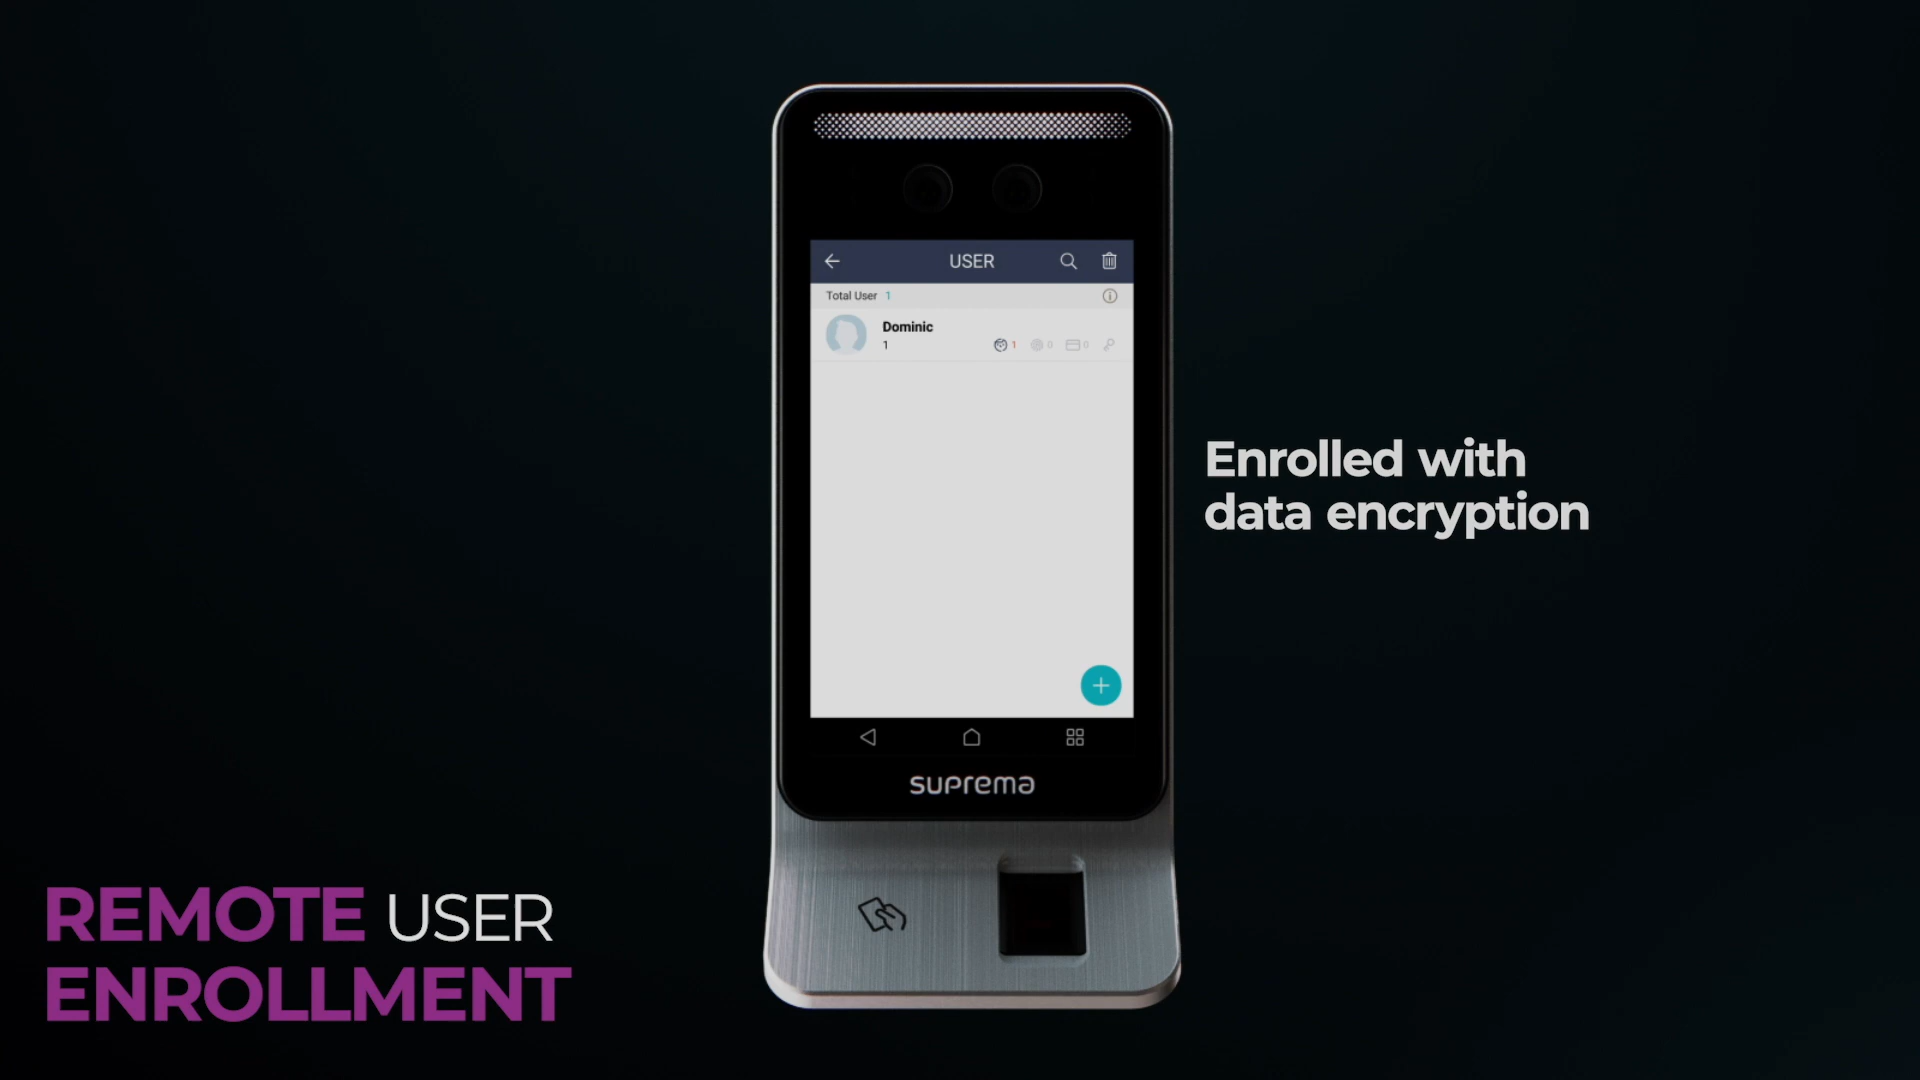 USER
Total User 1
Dominic
1
1 0 0
Enrolled with
data encryption
suprema
REMOTE USER
ENROLLMENT